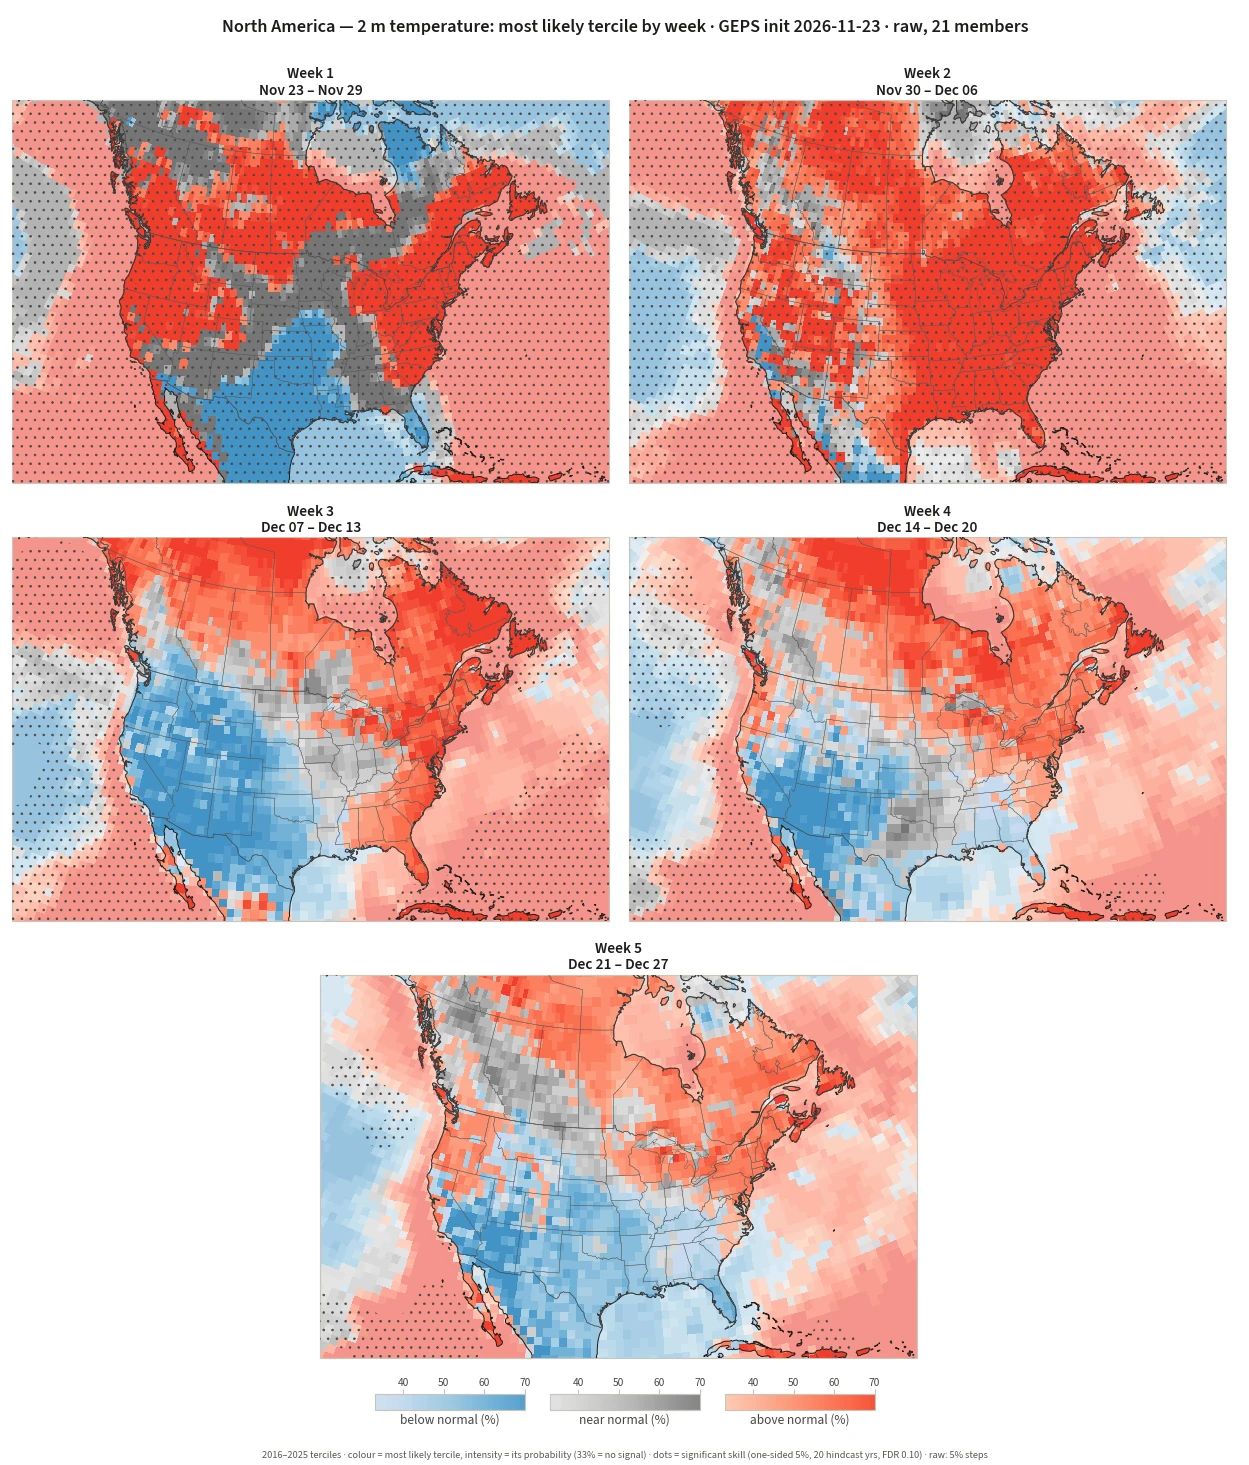 North America — 2 m temperature: most likely tercile by week · GEPS init 2026-11-23 · raw, 21 members
Week 1
Nov 23 – Nov 29
Week 2
Nov 30 – Dec 06
Week 3
Dec 07 – Dec 13
Week 4
Dec 14 – Dec 20
Week 5
Dec 21 – Dec 27
40 50 60 70
below normal (%)
40 50 60 70
near normal (%)
40 50 60 70
above normal (%)
2016–2025 terciles · colour = most likely tercile, intensity = its probability (33% = no signal) · dots = significant skill (one-sided 5%, 20 hindcast yrs, FDR 0.10) · raw: 5% steps